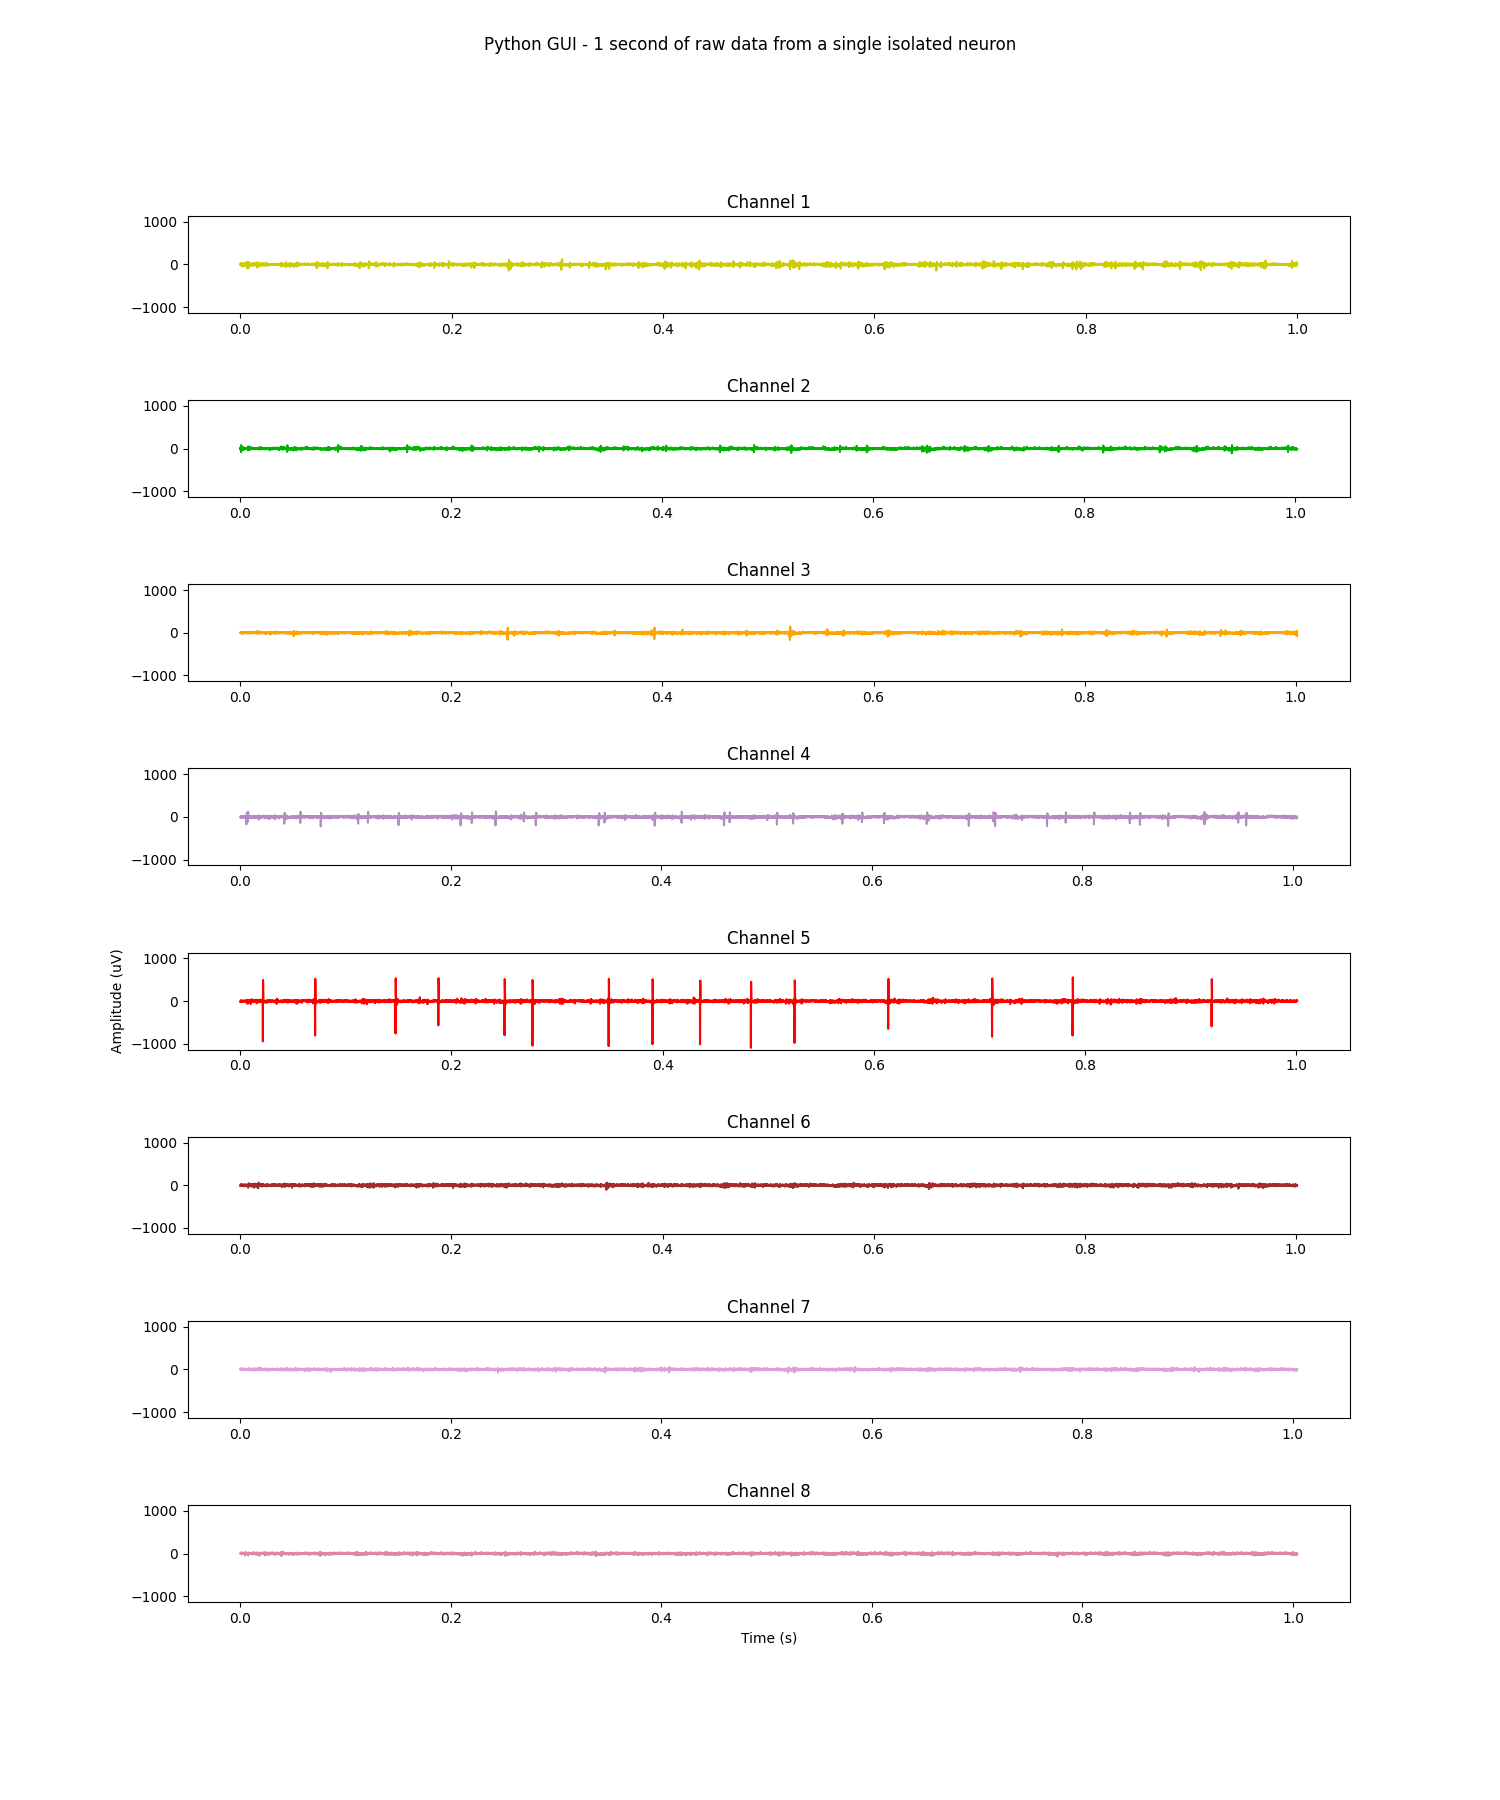 Python GUI - 1 second of raw data from a single isolated neuron
Channel 1
1000
0
−1000
0.0 0.2 0.4 0.6 0.8 1.0
Channel 2
1000
0
−1000
0.0 0.2 0.4 0.6 0.8 1.0
Channel 3
1000
0
−1000
0.0 0.2 0.4 0.6 0.8 1.0
Channel 4
1000
0
−1000
0.0 0.2 0.4 0.6 0.8 1.0
Channel 5
Amplitude (uV)
1000
0
−1000
0.0 0.2 0.4 0.6 0.8 1.0
Channel 6
1000
0
−1000
0.0 0.2 0.4 0.6 0.8 1.0
Channel 7
1000
0
−1000
0.0 0.2 0.4 0.6 0.8 1.0
Channel 8
1000
0
−1000
0.0 0.2 0.4 0.6 0.8 1.0
Time (s)